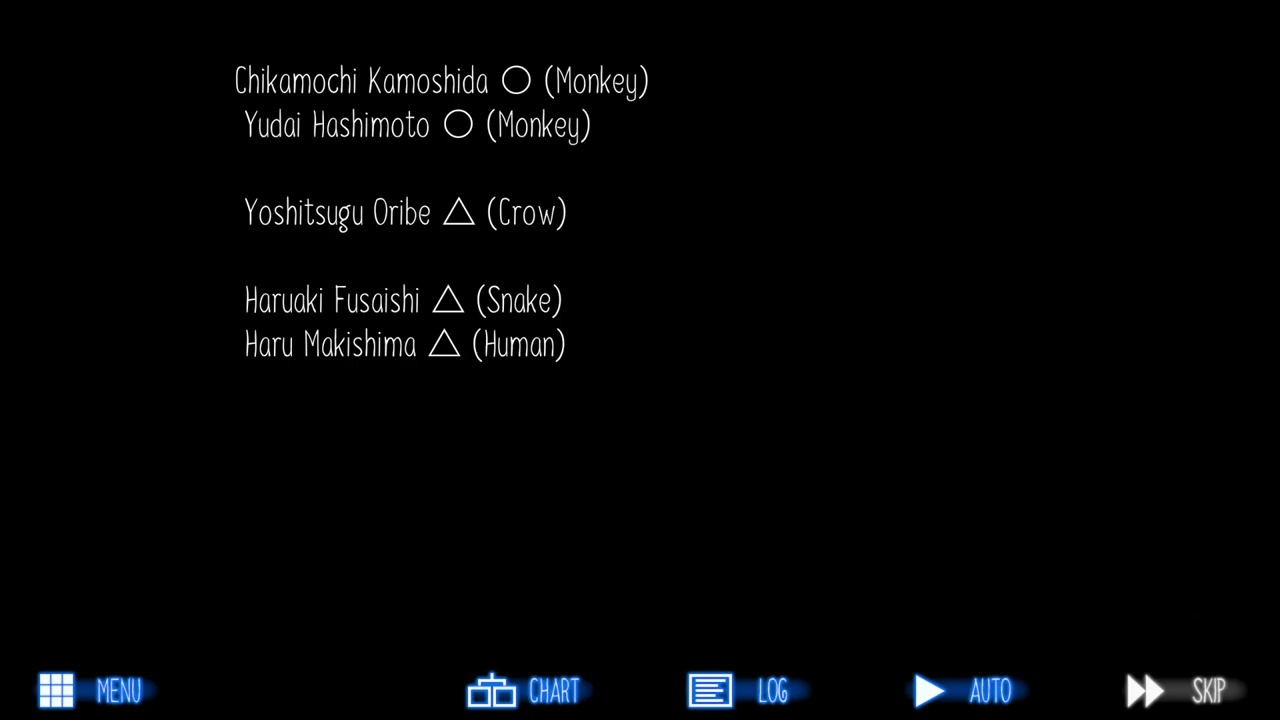 Chikamochi Kamoshida ○ (Monkey)
Yudai Hashimoto ○ (Monkey)
Yoshitsugu Oribe △ (Crow)
Haruaki Fusaishi △ (Snake)
Haru Makishima △ (Human)
MENU CHART LOG AUTO SKIP